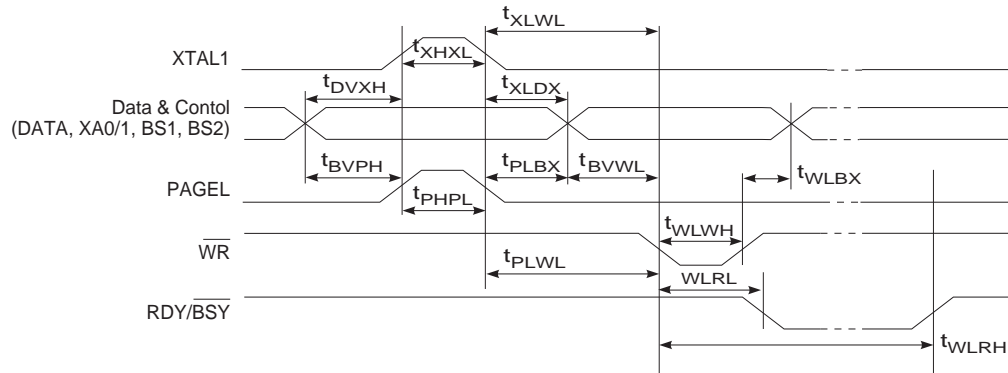 tXLWL
XTAL1
tXHXL
tDVXH
tXLDX
Data & Contol
(DATA, XA0/1, BS1, BS2)
tBVPH
tPLBX
tBVWL
tWLBX
PAGEL
tPHPL
tWLWH
WR
tPLWL
WLRL
RDY/BSY
tWLRH